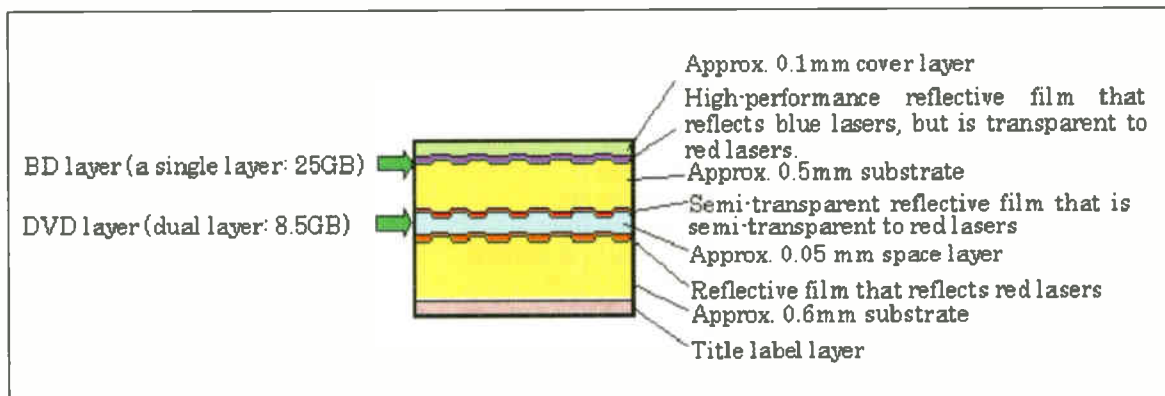 Approx. 0.1mm cover layer
High-performance reflective film that
reflects blue lasers, but is transparent to
red lasers.
BD layer (a single layer: 25GB)
Approx. 0.5mm substrate
Semi-transparent reflective film that is
semi-transparent to red lasers
DVD layer (dual layer: 8.5GB)
Approx. 0.05 mm space layer
Reflective film that reflects red lasers
Approx. 0.6mm substrate
Title label layer